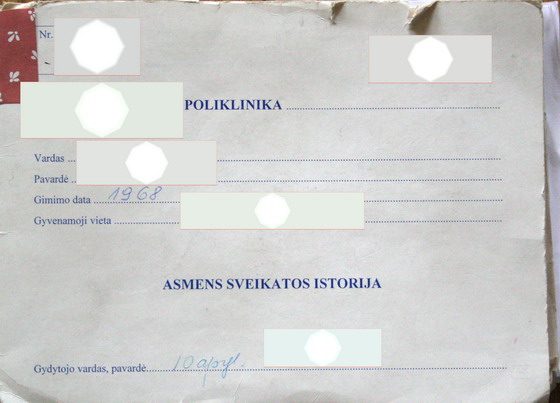 Nr.
POLIKLINIKA
Vardas
Pavardė
Gimimo data 1968
Gyvenamoji vieta
ASMENS SVEIKATOS ISTORIJA
Gydytojo vardas, pavardė 10 apyl.